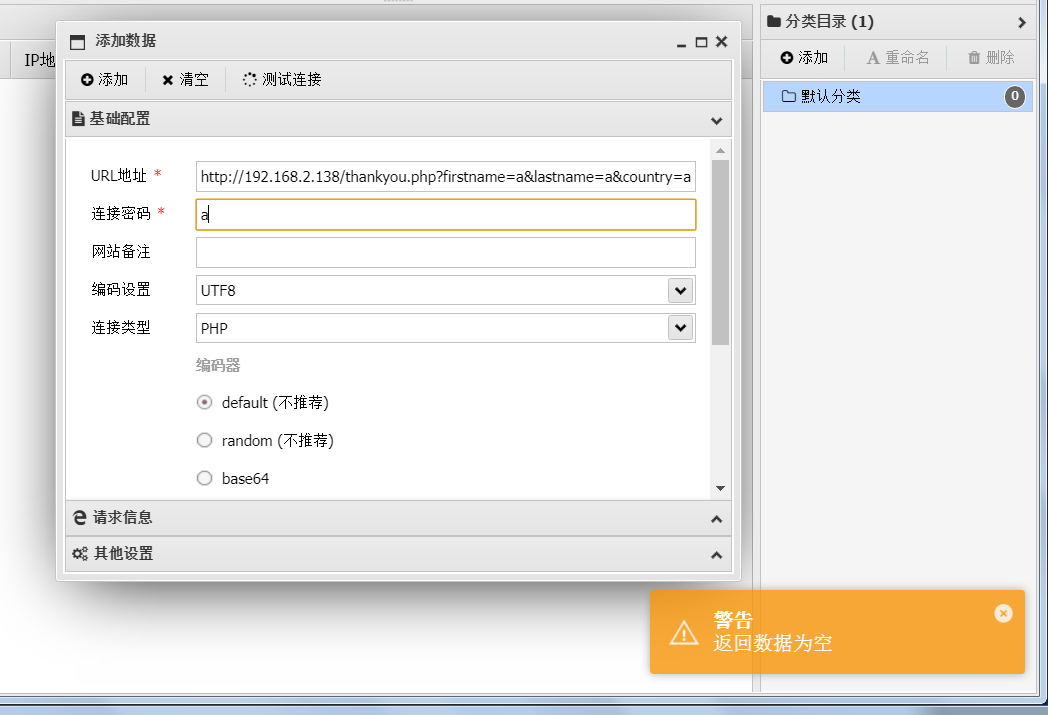 IP地
添加数据
添加 清空 测试连接
基础配置
URL地址 * http://192.168.2.138/thankyou.php?firstname=a&lastname=a&country=a
连接密码 * a
网站备注
编码设置 UTF8
连接类型 PHP
编码器
default (不推荐)
random (不推荐)
base64
请求信息
其他设置
分类目录 (1)
添加 A 重命名 删除
默认分类 0
警告
返回数据为空